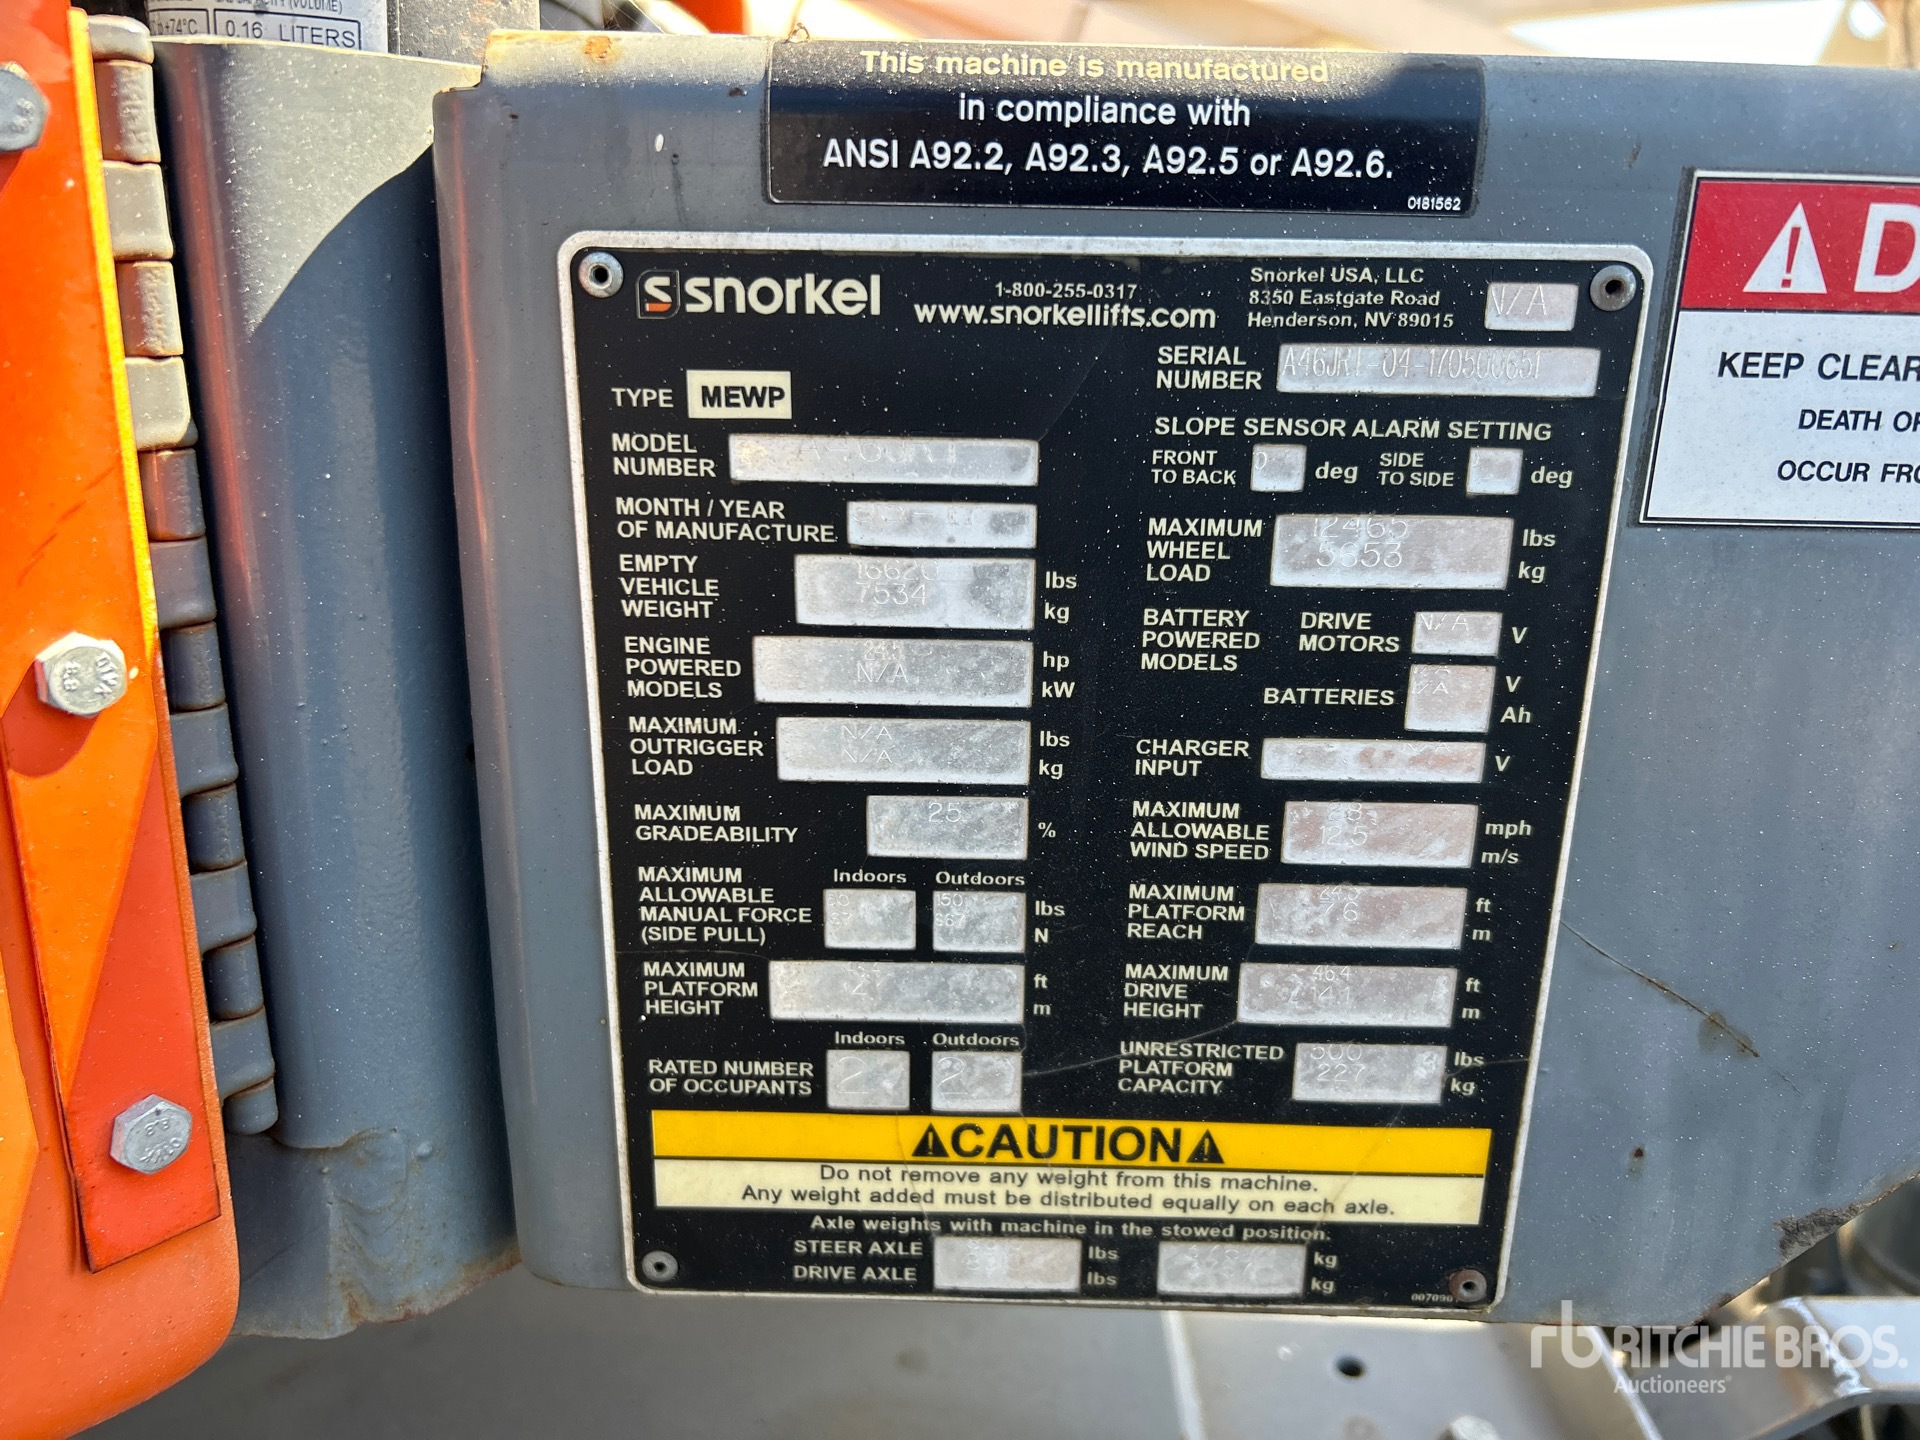 +74°C 0.16 LITERS
This machine is manufactured
in compliance with
ANSI A92.2, A92.3, A92.5 or A92.6.
0181562
snorkel
1-800-255-0317
www.snorkellifts.com
Snorkel USA, LLC
8350 Eastgate Road
Henderson, NV 89015
N/A
TYPE MEWP
MODEL
NUMBER
MONTH / YEAR
OF MANUFACTURE
EMPTY
VEHICLE
WEIGHT
7534
lbs
kg
ENGINE
POWERED
MODELS
N/A
hp
kW
MAXIMUM
OUTRIGGER
LOAD
N/A
N/A
lbs
kg
MAXIMUM
GRADEABILITY
25
%
MAXIMUM
ALLOWABLE
MANUAL FORCE
(SIDE PULL)
Indoors Outdoors
150
667
lbs
N
MAXIMUM
PLATFORM
HEIGHT
ft
m
Indoors Outdoors
RATED NUMBER
OF OCCUPANTS
2 2
SERIAL
NUMBER
SLOPE SENSOR ALARM SETTING
FRONT
TO BACK
deg
SIDE
TO SIDE
deg
MAXIMUM
WHEEL
LOAD
12465
5653
lbs
kg
BATTERY
POWERED
MODELS
DRIVE
MOTORS
N/A
V
BATTERIES
N/A
V
Ah
CHARGER
INPUT
N/A
V
MAXIMUM
ALLOWABLE
WIND SPEED
28
12.5
mph
m/s
MAXIMUM
PLATFORM
REACH
7.6
ft
m
MAXIMUM
DRIVE
HEIGHT
46.4
14.1
ft
m
UNRESTRICTED
PLATFORM
CAPACITY
500
227
lbs
kg
CAUTION
Do not remove any weight from this machine.
Any weight added must be distributed equally on each axle.
Axle weights with machine in the stowed position:
STEER AXLE lbs kg
DRIVE AXLE lbs kg
KEEP CLEAR
DEATH
OCCUR
rb RITCHIE BROS.
Auctioneers